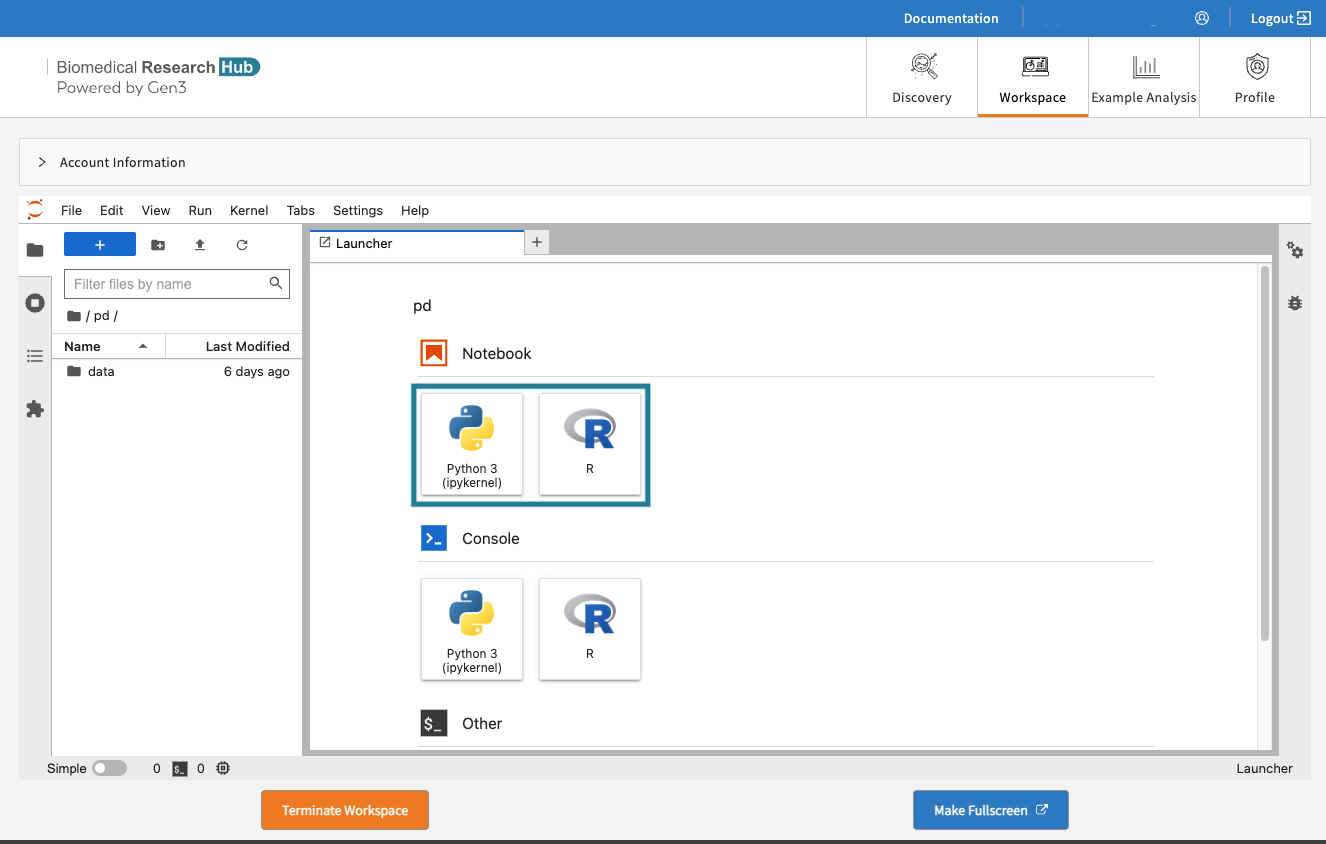 Documentation
Logout
Biomedical Research Hub
Powered by Gen3
Discovery
Workspace
Example Analysis
Profile
Account Information
File Edit View Run Kernel Tabs Settings Help
+
Launcher
+
Filter files by name
/ pd /
Name Last Modified
data 6 days ago
pd
Notebook
Python 3
(ipykernel)
R
Console
Python 3
(ipykernel)
R
$_ Other
Simple 0 $_ 0
Launcher
Terminate Workspace
Make Fullscreen